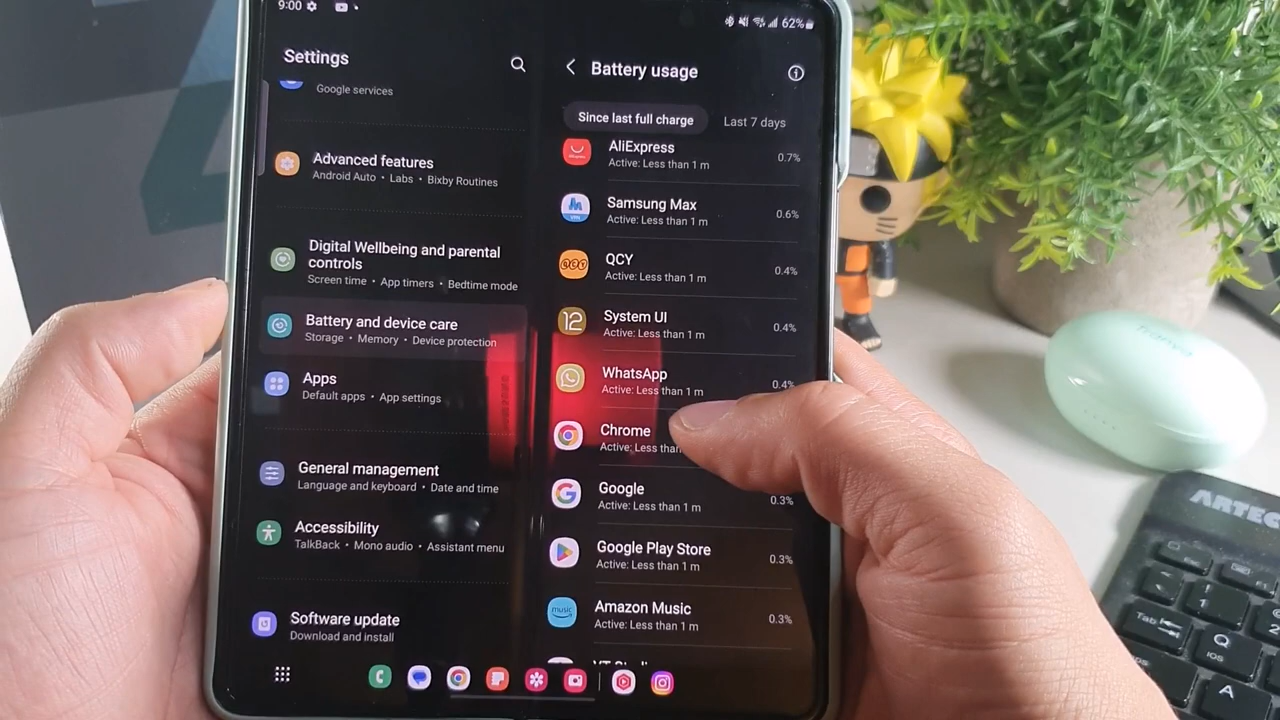 9:00
62%
Settings
Google services
Advanced features
Android Auto • Labs • Bixby Routines
Digital Wellbeing and parental
controls
Screen time • App timers • Bedtime mode
Battery and device care
Storage • Memory • Device protection
Apps
Default apps • App settings
General management
Language and keyboard • Date and time
Accessibility
TalkBack • Mono audio • Assistant menu
Software update
Download and install
Battery usage
Since last full charge
Last 7 days
AliExpress
Active: Less than 1 m
0.7%
Samsung Max
Active: Less than 1 m
0.6%
QCY
Active: Less than 1 m
0.4%
System UI
Active: Less than 1 m
0.4%
WhatsApp
Active: Less than 1 m
0.4%
Chrome
Active: Less than
Google
Active: Less than 1 m
0.3%
Google Play Store
Active: Less than 1 m
0.3%
music
Amazon Music
Active: Less than 1 m
0.3%
ARTEC
Tab
Q
A